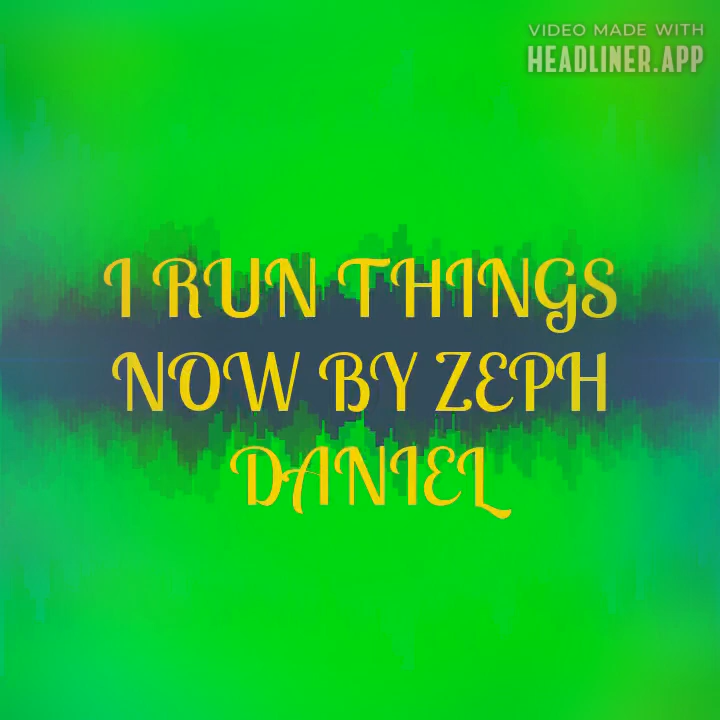 VIDEO MADE WITH
HEADLINER.APP
I RUN THINGS
NOW BY ZEPH
DANIEL